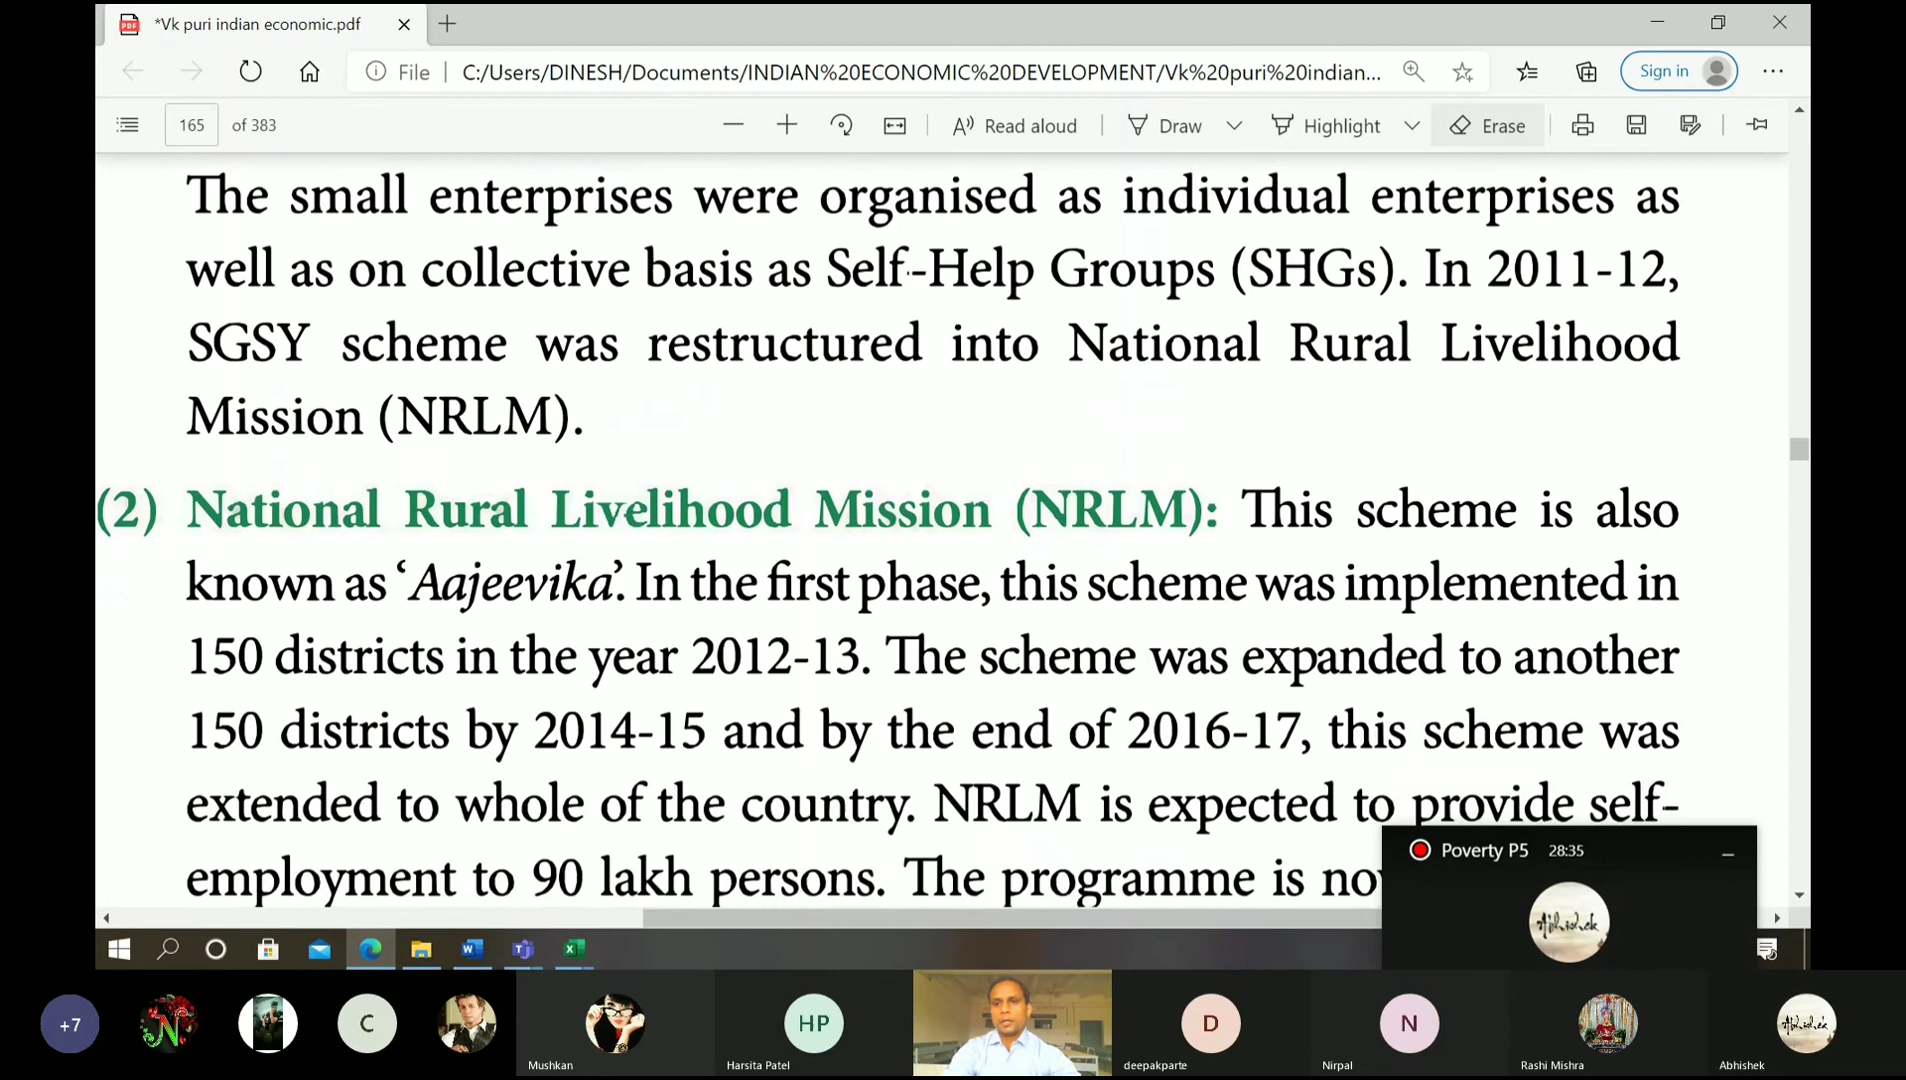 *Vk puri indian economic.pdf
File
C:/Users/DINESH/Documents/INDIAN%20ECONOMIC%20DEVELOPMENT/Vk%20puri%20indian...
Sign in
165 of 383
Read aloud
Draw
Highlight
Erase
The small enterprises were organised as individual enterprises as
well as on collective basis as Self-Help Groups (SHGs). In 2011-12,
SGSY scheme was restructured into National Rural Livelihood
Mission (NRLM).
(2) National Rural Livelihood Mission (NRLM): This scheme is also
known as ‘Aajeevika’. In the first phase, this scheme was implemented in
150 districts in the year 2012-13. The scheme was expanded to another
150 districts by 2014-15 and by the end of 2016-17, this scheme was
extended to whole of the country. NRLM is expected to provide self-
employment to 90 lakh persons. The programme is
Poverty P5 28:35
Abhishek
+7
N
C
Mushkan
HP
Harsita Patel
D
deepakparte
N
Nirpal
Rashi Mishra
Abhishek
Abhishek